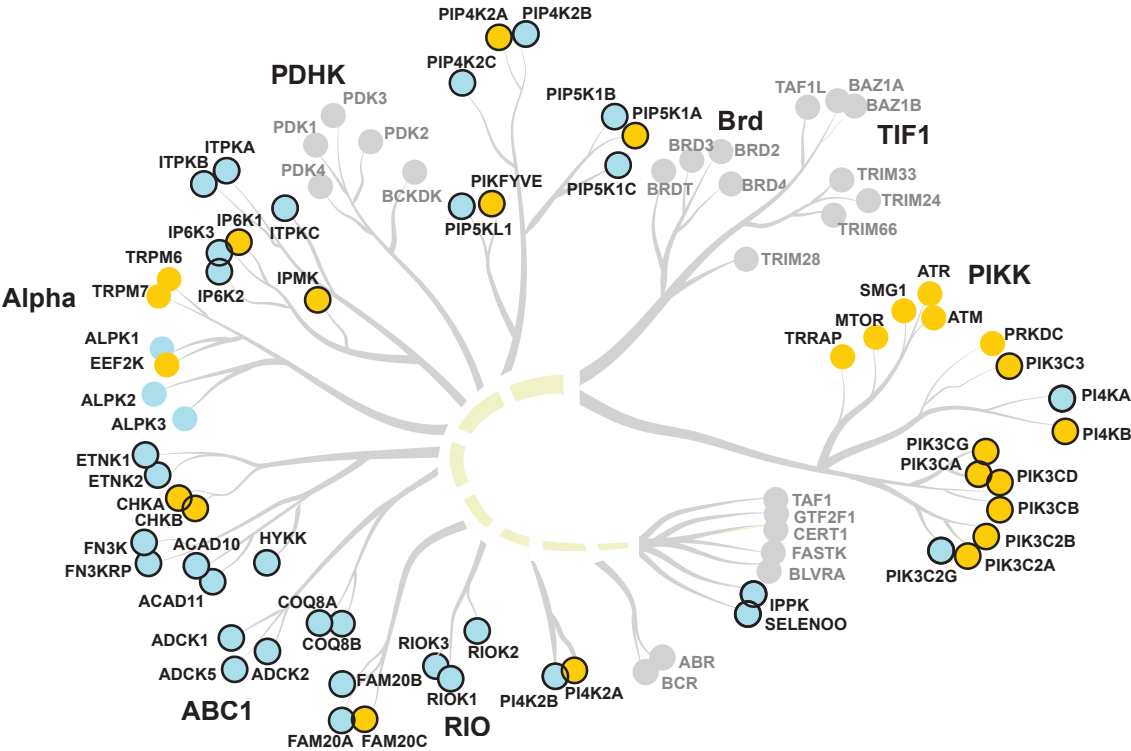 PIP4K2A
PIP4K2B
PIP4K2C
PDHK
PDK3
PDK1
PDK2
PDK4
BCKDK
PIP5K1B
PIP5K1A
PIP5K1C
PIKFYVE
PIP5KL1
Brd
BRD3
BRD2
BRDT
BRD4
TAF1L
BAZ1A
BAZ1B
TIF1
TRIM33
TRIM24
TRIM66
TRIM28
ITPKA
ITPKB
ITPKC
IP6K1
IP6K3
IP6K2
IPMK
TRPM6
TRPM7
Alpha
ALPK1
EEF2K
ALPK2
ALPK3
PIKK
ATR
SMG1
ATM
MTOR
TRRAP
PRKDC
PIK3C3
PI4KA
PI4KB
PIK3CG
PIK3CA
PIK3CD
PIK3CB
PIK3C2B
PIK3C2A
PIK3C2G
ETNK1
ETNK2
CHKA
CHKB
FN3K
FN3KRP
ACAD10
ACAD11
HYKK
COQ8A
COQ8B
ADCK1
ADCK5
ADCK2
ABC1
FAM20B
FAM20A
FAM20C
RIOK3
RIOK2
RIOK1
RIO
PI4K2B
PI4K2A
ABR
BCR
TAF1
GTF2F1
CERT1
FASTK
BLVRA
IPPK
SELENOO